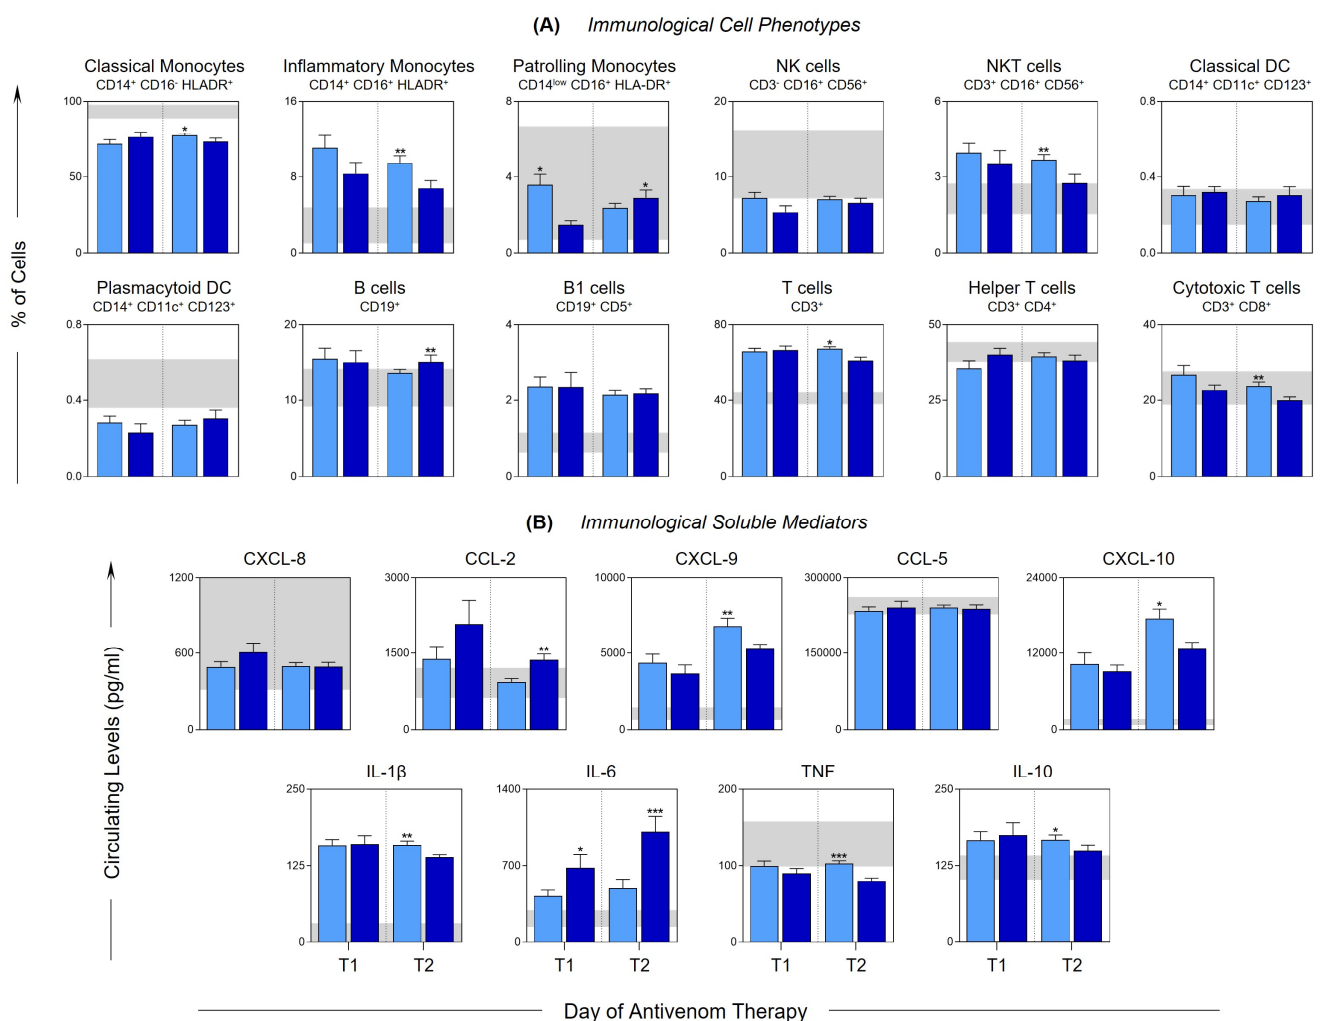 (A) Immunological Cell Phenotypes
Classical Monocytes
CD14⁺ CD16⁻ HLADR⁺
100
50
0
*
Inflammatory Monocytes
CD14⁺ CD16⁺ HLADR⁺
16
8
0
**
Patrolling Monocytes
CD14ˡᵒʷ CD16⁺ HLA-DR⁺
8
4
0
*
*
NK cells
CD3⁻ CD16⁺ CD56⁺
20
10
0
NKT cells
CD3⁺ CD16⁺ CD56⁺
6
3
0
**
Classical DC
CD14⁺ CD11c⁺ CD123⁺
0.8
0.4
0.0
% of Cells
Plasmacytoid DC
CD14⁺ CD11c⁺ CD123⁺
0.8
0.4
0.0
B cells
CD19⁺
20
10
0
**
B1 cells
CD19⁺ CD5⁺
4
2
0
T cells
CD3⁺
80
40
0
*
Helper T cells
CD3⁺ CD4⁺
50
25
0
Cytotoxic T cells
CD3⁺ CD8⁺
40
20
0
**
(B) Immunological Soluble Mediators
CXCL-8
1200
600
0
CCL-2
3000
1500
0
**
CXCL-9
10000
5000
0
**
CCL-5
300000
150000
0
CXCL-10
24000
12000
0
*
Circulating Levels (pg/ml)
IL-1β
250
125
0
**
T1 T2
IL-6
1400
700
0
*
***
T1 T2
TNF
200
100
0
***
T1 T2
IL-10
250
125
0
*
T1 T2
Day of Antivenom Therapy